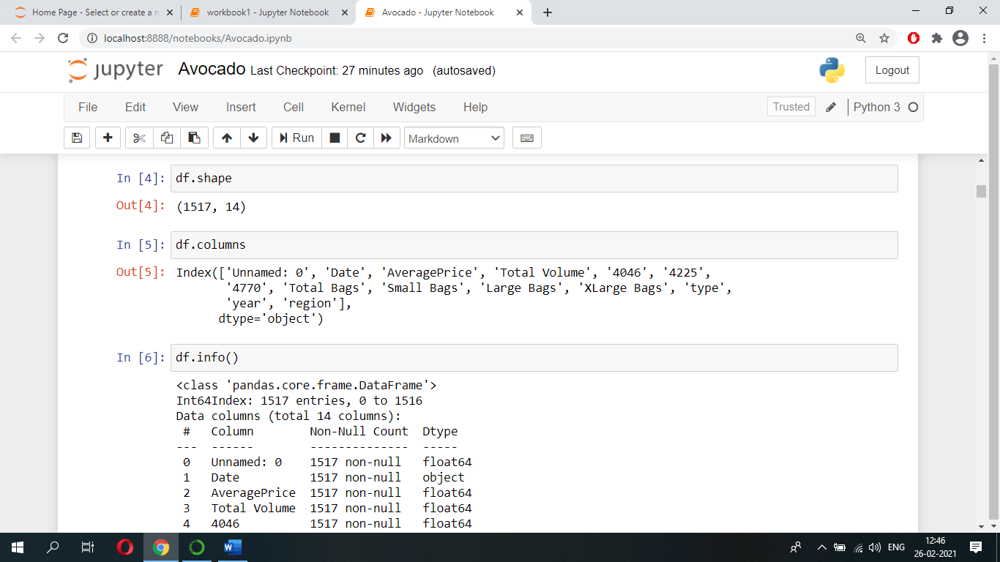 Home Page - Select or create a n
workbook1 - Jupyter Notebook
Avocado - Jupyter Notebook
localhost:8888/notebooks/Avocado.ipynb
jupyter Avocado Last Checkpoint: 27 minutes ago (autosaved)
Logout
File Edit View Insert Cell Kernel Widgets Help
Trusted
Python 3
Run
Markdown
In [4]: df.shape
Out[4]: (1517, 14)
In [5]: df.columns
Out[5]: Index(['Unnamed: 0', 'Date', 'AveragePrice', 'Total Volume', '4046', '4225',
'4770', 'Total Bags', 'Small Bags', 'Large Bags', 'XLarge Bags', 'type',
'year', 'region'],
dtype='object')
In [6]: df.info()
<class 'pandas.core.frame.DataFrame'>
Int64Index: 1517 entries, 0 to 1516
Data columns (total 14 columns):
# Column Non-Null Count Dtype
--- ------ -------------- -----
0 Unnamed: 0 1517 non-null float64
1 Date 1517 non-null object
2 AveragePrice 1517 non-null float64
3 Total Volume 1517 non-null float64
4 4046 1517 non-null float64
W
ENG
12:46
26-02-2021